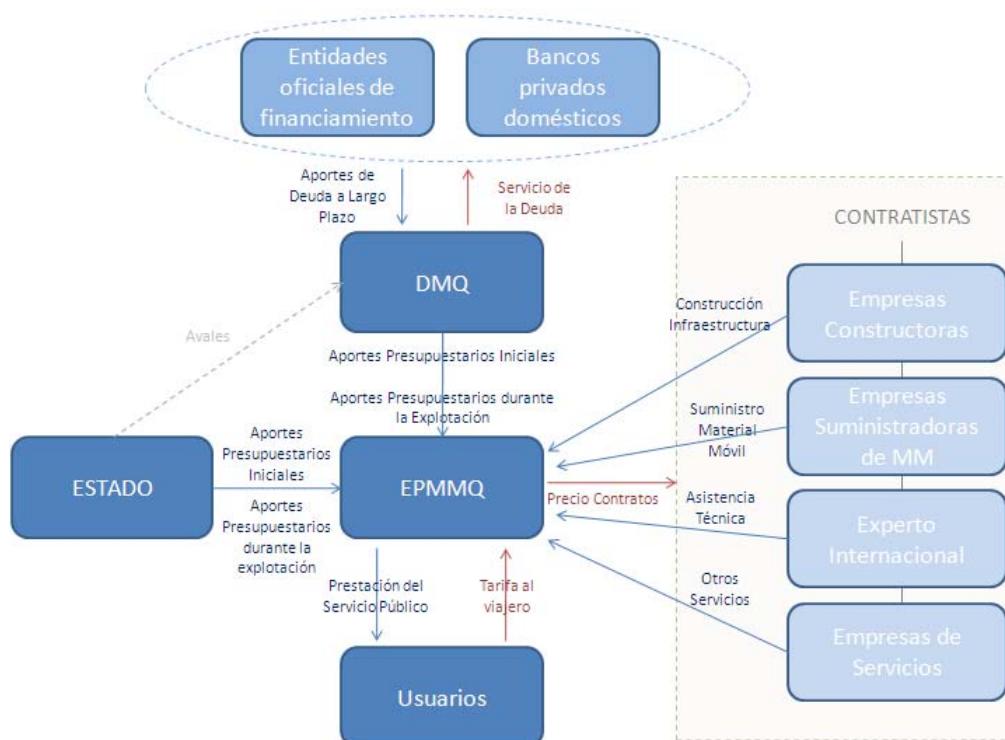 Entidades
oficiales de
financiamiento
Bancos
privados
domésticos
Aportes de
Deuda a Largo
Plazo
Servicio de
la Deuda
CONTRATISTAS
DMQ
Empresas
Constructoras
Construcción
Infraestructura
Avales
Aportes Presupuestarios Iniciales
Aportes Presupuestarios durante
la Explotación
Empresas
Suministradoras
de MM
Suministro
Material
Móvil
ESTADO
Aportes
Presupuestarios
Iniciales
Aportes
Presupuestarios
durante la
explotación
EPMMQ
Precio Contratos
Asistencia
Técnica
Experto
Internacional
Prestación del
Servicio Público
Tarifa al
viajero
Otros
Servicios
Empresas de
Servicios
Usuarios